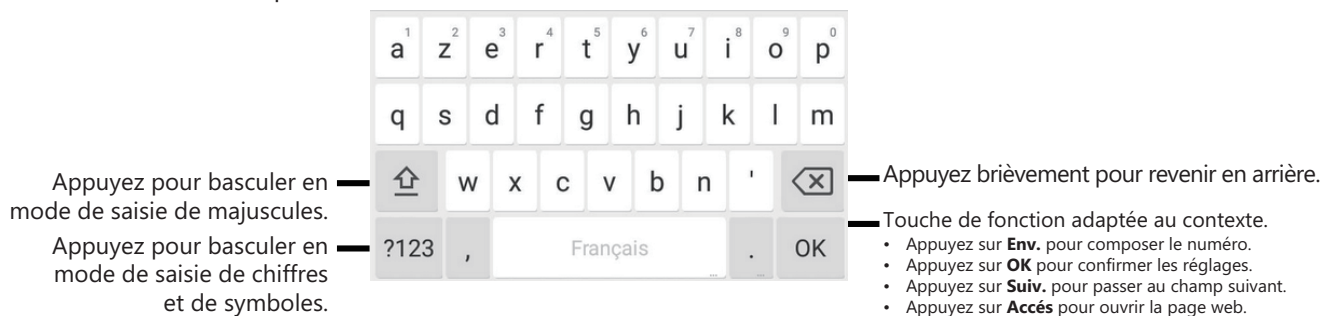 a 1 z 2 e 3 r 4 t 5 y 6 u 7 i 8 o 9 p 0
q s d f g h j k l m
w x c v b n '
?123 , Français . OK
Appuyez pour basculer en
mode de saisie de majuscules.
Appuyez pour basculer en
mode de saisie de chiffres
et de symboles.
Appuyez brièvement pour revenir en arrière.
Touche de fonction adaptée au contexte.
• Appuyez sur Env. pour composer le numéro.
• Appuyez sur OK pour confirmer les réglages.
• Appuyez sur Suiv. pour passer au champ suivant.
• Appuyez sur Accés pour ouvrir la page web.